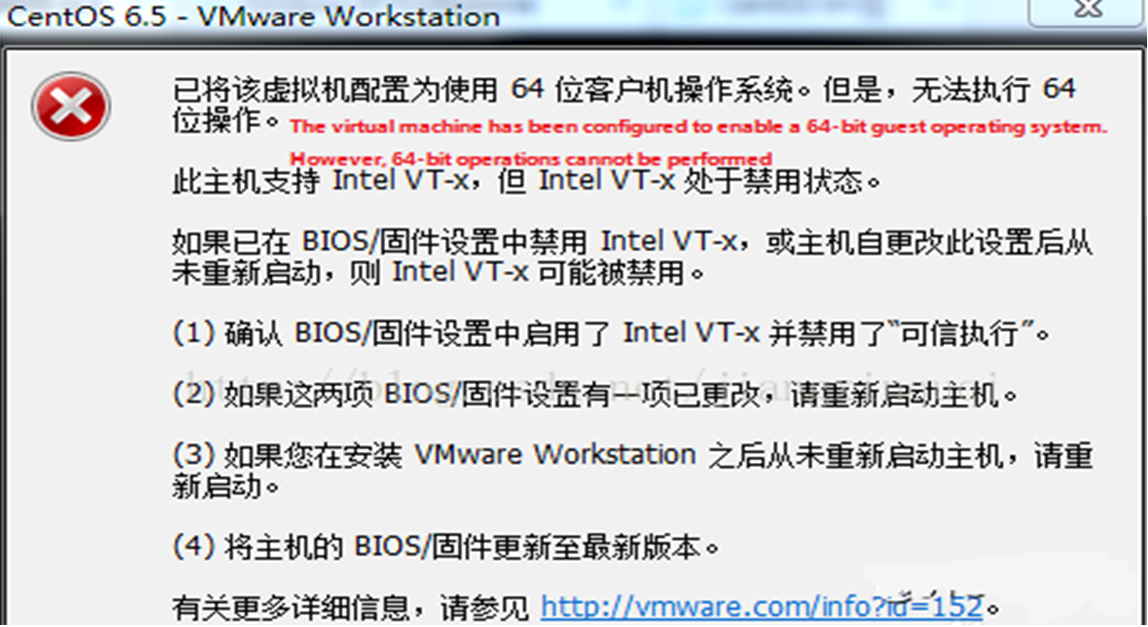 CentOS 6.5 - VMware Workstation
已将该虚拟机配置为使用 64 位客户机操作系统。但是，无法执行 64
位操作。
The virtual machine has been configured to enable a 64-bit guest operating system.
However, 64-bit operations cannot be performed
此主机支持 Intel VT-x，但 Intel VT-x 处于禁用状态。
如果已在 BIOS/固件设置中禁用 Intel VT-x，或主机自更改此设置后从
未重新启动，则 Intel VT-x 可能被禁用。
(1) 确认 BIOS/固件设置中启用了 Intel VT-x 并禁用了“可信执行”。
(2) 如果这两项 BIOS/固件设置有一项已更改，请重新启动主机。
(3) 如果您在安装 VMware Workstation 之后从未重新启动主机，请重
新启动。
(4) 将主机的 BIOS/固件更新至最新版本。
有关更多详细信息，请参见 http://vmware.com/info?id=152。